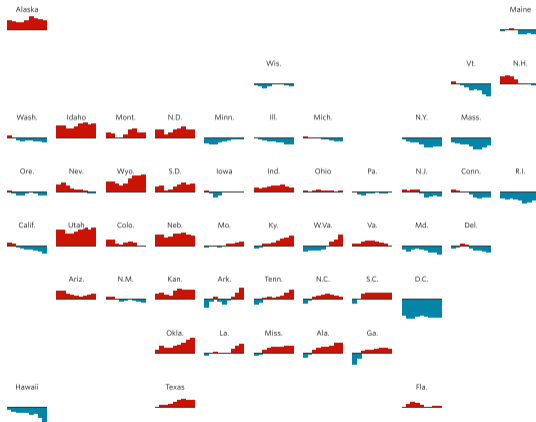 Alaska Maine
Wis. Vt. N.H.
Wash. Idaho Mont. N.D. Minn. Ill. Mich. N.Y. Mass.
Ore. Nev. Wyo. S.D. Iowa Ind. Ohio Pa. N.J. Conn. R.I.
Calif. Utah Colo. Neb. Mo. Ky. W.Va. Va. Md. Del.
Ariz. N.M. Kan. Ark. Tenn. N.C. S.C. D.C.
Okla. La. Miss. Ala. Ga.
Hawaii Texas Fla.